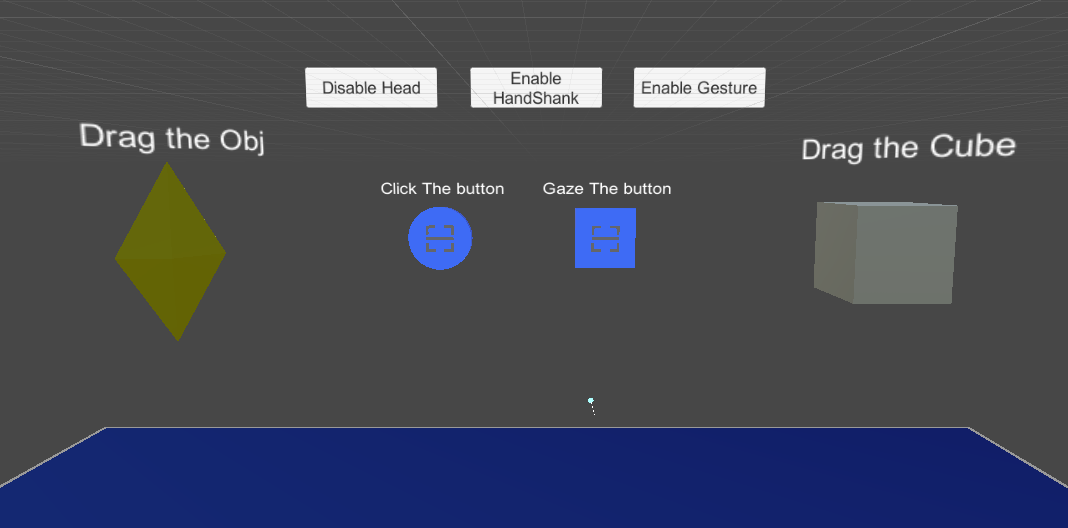 Disable Head
Enable
HandShank
Enable Gesture
Drag the Obj
Drag the Cube
Click The button
Gaze The button